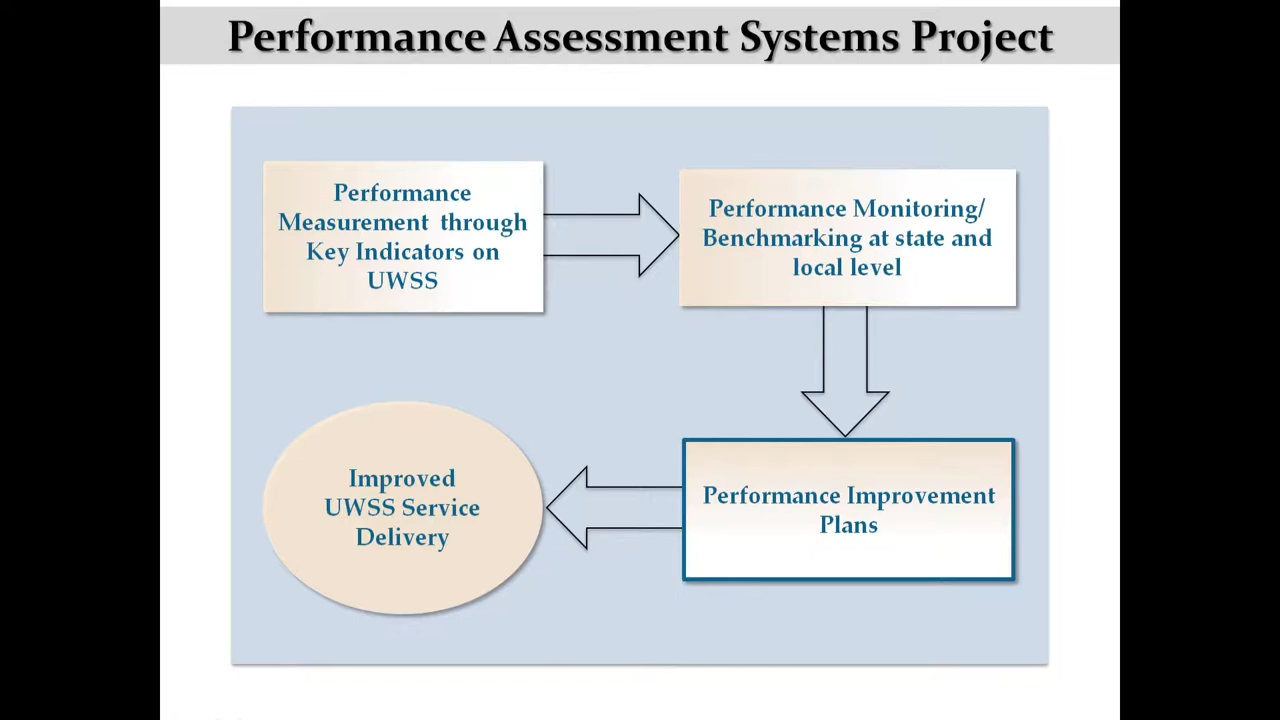 Performance Assessment Systems Project
Performance
Measurement through
Key Indicators on
UWSS
Performance Monitoring/
Benchmarking at state and
local level
Performance Improvement
Plans
Improved
UWSS Service
Delivery